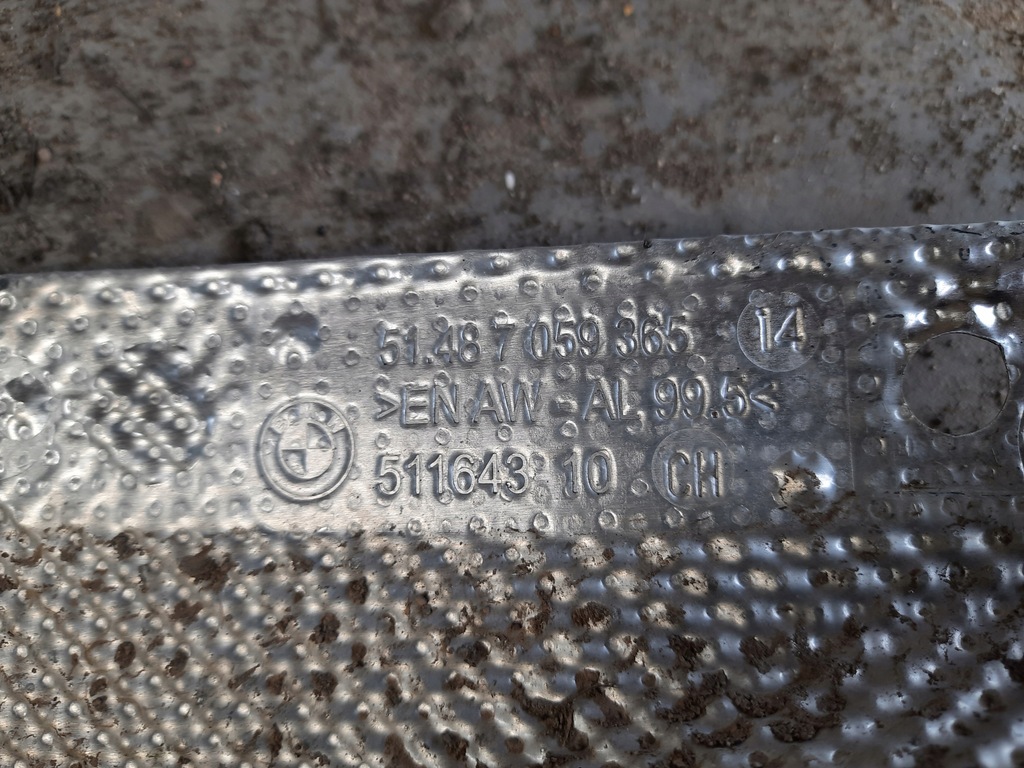 51.48 7 059 365 14
>EN AW - AL 99.5<
511643 10 CH